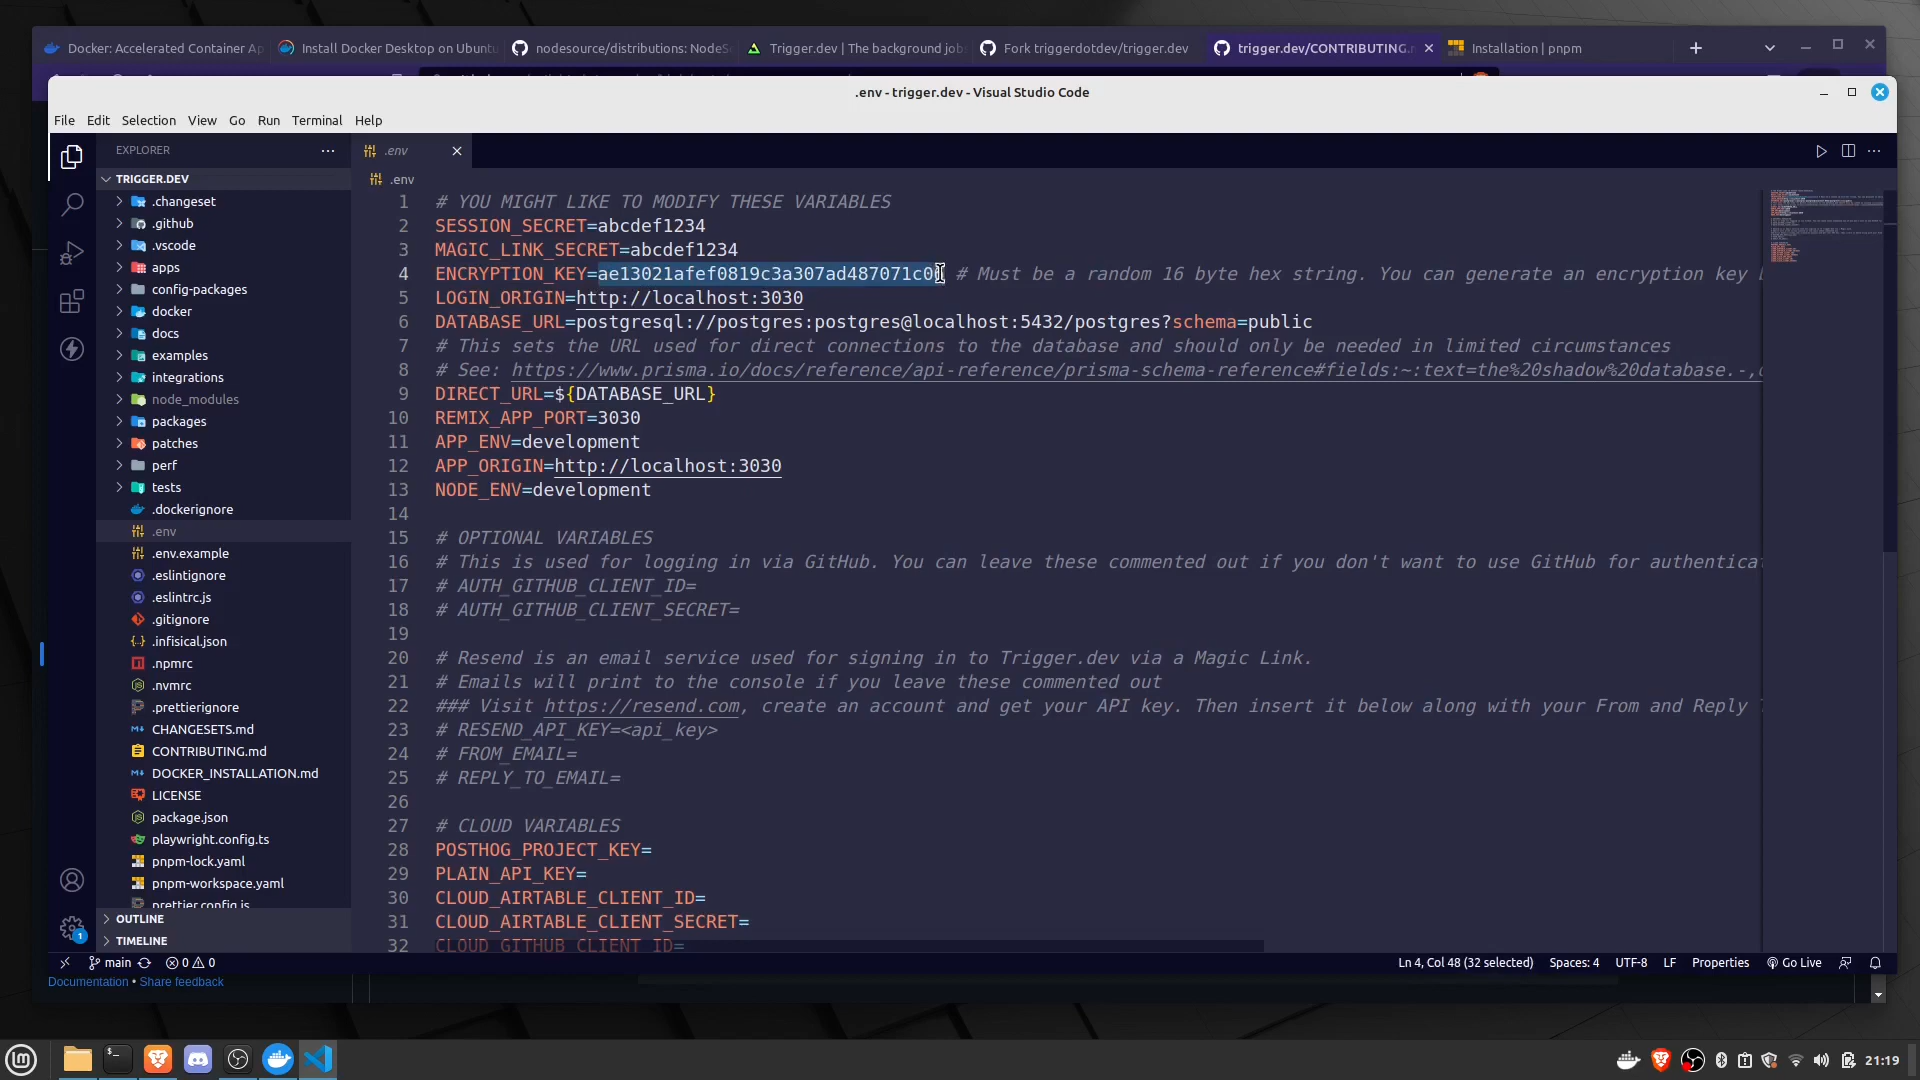 Docker: Accelerated Container Ap
Install Docker Desktop on Ubuntu
nodesource/distributions: NodeS
Trigger.dev | The background job
Fork triggerdotdev/trigger.dev
trigger.dev/CONTRIBUTING.
Installation | pnpm
.env - trigger.dev - Visual Studio Code
File Edit Selection View Go Run Terminal Help
EXPLORER
TRIGGER.DEV
.changeset
.github
.vscode
apps
config-packages
docker
docs
examples
integrations
node_modules
packages
patches
perf
tests
.dockerignore
.env
.env.example
.eslintignore
.eslintrc.js
.gitignore
.infisical.json
.npmrc
.nvmrc
.prettierignore
CHANGESETS.md
CONTRIBUTING.md
DOCKER_INSTALLATION.md
LICENSE
package.json
playwright.config.ts
pnpm-lock.yaml
pnpm-workspace.yaml
prettier.config.js
OUTLINE
TIMELINE
.env
.env
1 # YOU MIGHT LIKE TO MODIFY THESE VARIABLES
2 SESSION_SECRET=abcdef1234
3 MAGIC_LINK_SECRET=abcdef1234
4 ENCRYPTION_KEY=ae13021afef0819c3a307ad487071c06 # Must be a random 16 byte hex string. You can generate an encryption key
5 LOGIN_ORIGIN=http://localhost:3030
6 DATABASE_URL=postgresql://postgres:postgres@localhost:5432/postgres?schema=public
7 # This sets the URL used for direct connections to the database and should only be needed in limited circumstances
8 # See: https://www.prisma.io/docs/reference/api-reference/prisma-schema-reference#fields:~:text=the%20shadow%20database.-,
9 DIRECT_URL=${DATABASE_URL}
10 REMIX_APP_PORT=3030
11 APP_ENV=development
12 APP_ORIGIN=http://localhost:3030
13 NODE_ENV=development
14
15 # OPTIONAL VARIABLES
16 # This is used for logging in via GitHub. You can leave these commented out if you don't want to use GitHub for authenticat
17 # AUTH_GITHUB_CLIENT_ID=
18 # AUTH_GITHUB_CLIENT_SECRET=
19
20 # Resend is an email service used for signing in to Trigger.dev via a Magic Link.
21 # Emails will print to the console if you leave these commented out
22 ### Visit https://resend.com, create an account and get your API key. Then insert it below along with your From and Reply
23 # RESEND_API_KEY=<api_key>
24 # FROM_EMAIL=
25 # REPLY_TO_EMAIL=
26
27 # CLOUD VARIABLES
28 POSTHOG_PROJECT_KEY=
29 PLAIN_API_KEY=
30 CLOUD_AIRTABLE_CLIENT_ID=
31 CLOUD_AIRTABLE_CLIENT_SECRET=
32 CLOUD_GITHUB_CLIENT_ID=
1
main 0 0 Ln 4, Col 48 (32 selected) Spaces: 4 UTF-8 LF Properties Go Live
Documentation • Share feedback
21:19